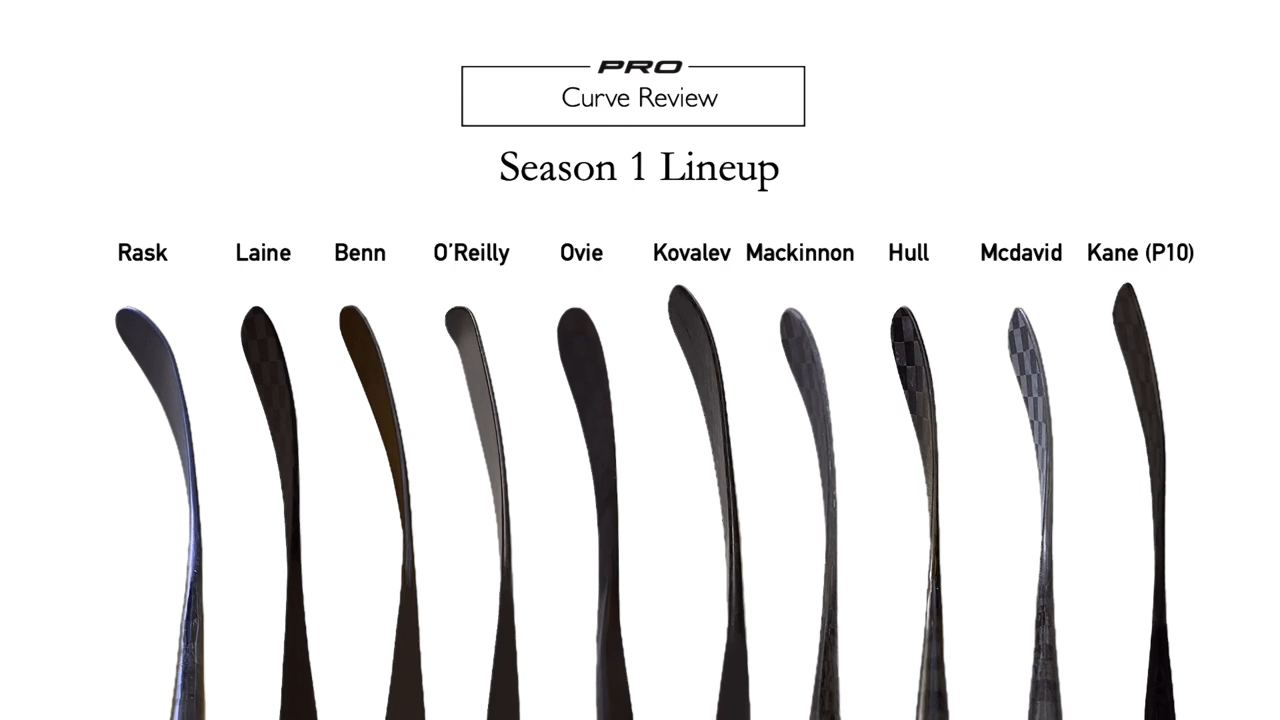 PRO
Curve Review
Season 1 Lineup
Rask Laine Benn O’Reilly Ovie Kovalev Mackinnon Hull Mcdavid Kane (P10)